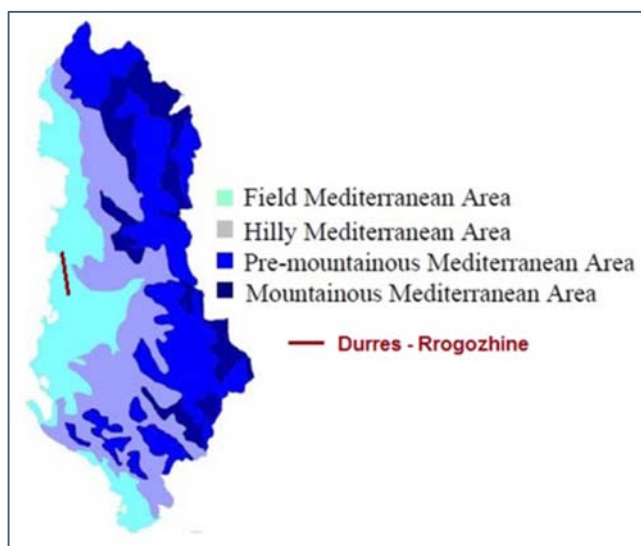 Field Mediterranean Area
Hilly Mediterranean Area
Pre-mountainous Mediterranean Area
Mountainous Mediterranean Area
Durres - Rrogozhine